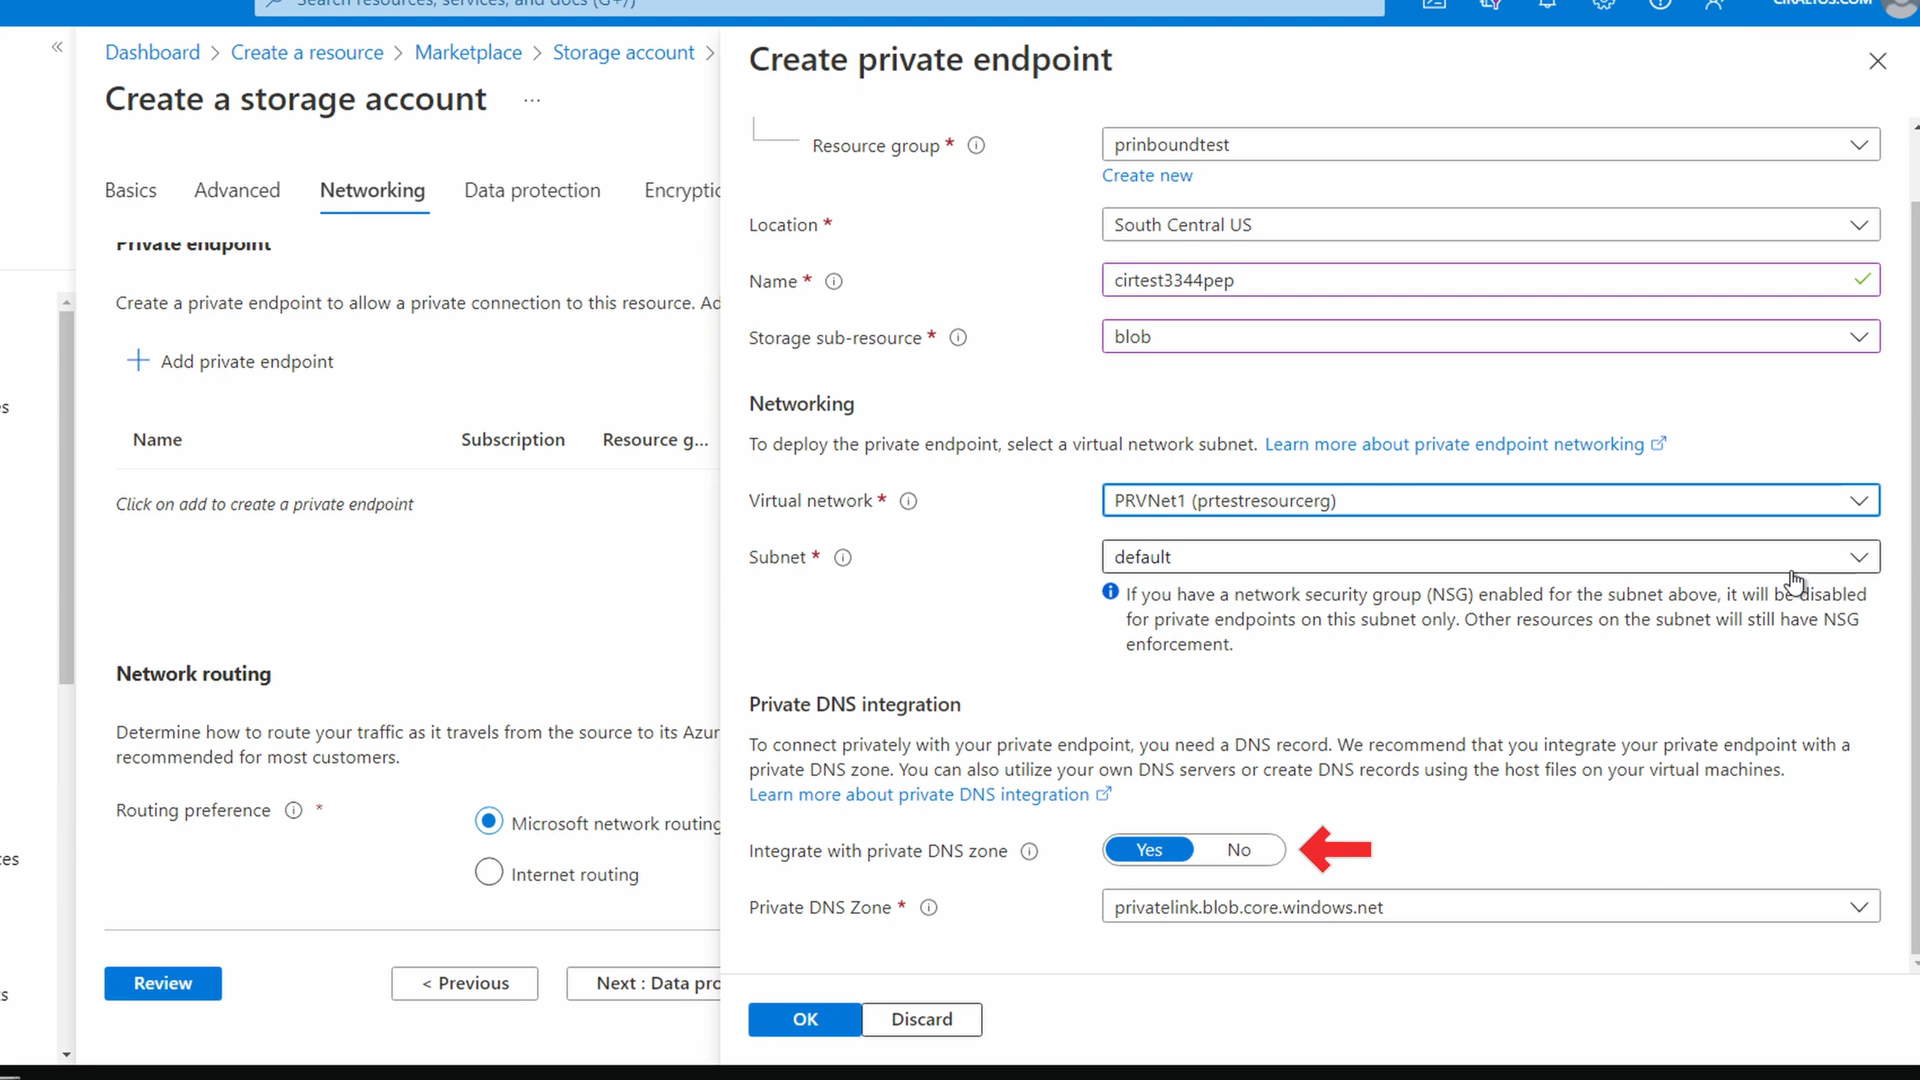 Search resources, services, and docs (G+/)
CIRALTOS.COM
Dashboard > Create a resource > Marketplace > Storage account >
Create a storage account ...
Basics Advanced Networking Data protection Encryptic
Private endpoint
Create a private endpoint to allow a private connection to this resource. Ad
+ Add private endpoint
Name Subscription Resource g...
Click on add to create a private endpoint
Network routing
Determine how to route your traffic as it travels from the source to its Azur
recommended for most customers.
Routing preference *
Microsoft network routing
Internet routing
Review
< Previous
Next : Data pro
Create private endpoint
Resource group * prinboundtest
Create new
Location * South Central US
Name * cirtest3344pep
Storage sub-resource * blob
Networking
To deploy the private endpoint, select a virtual network subnet. Learn more about private endpoint networking
Virtual network * PRVNet1 (prtestresourcerg)
Subnet * default
If you have a network security group (NSG) enabled for the subnet above, it will be disabled
for private endpoints on this subnet only. Other resources on the subnet will still have NSG
enforcement.
Private DNS integration
To connect privately with your private endpoint, you need a DNS record. We recommend that you integrate your private endpoint with a
private DNS zone. You can also utilize your own DNS servers or create DNS records using the host files on your virtual machines.
Learn more about private DNS integration
Integrate with private DNS zone Yes No
Private DNS Zone * privatelink.blob.core.windows.net
OK
Discard